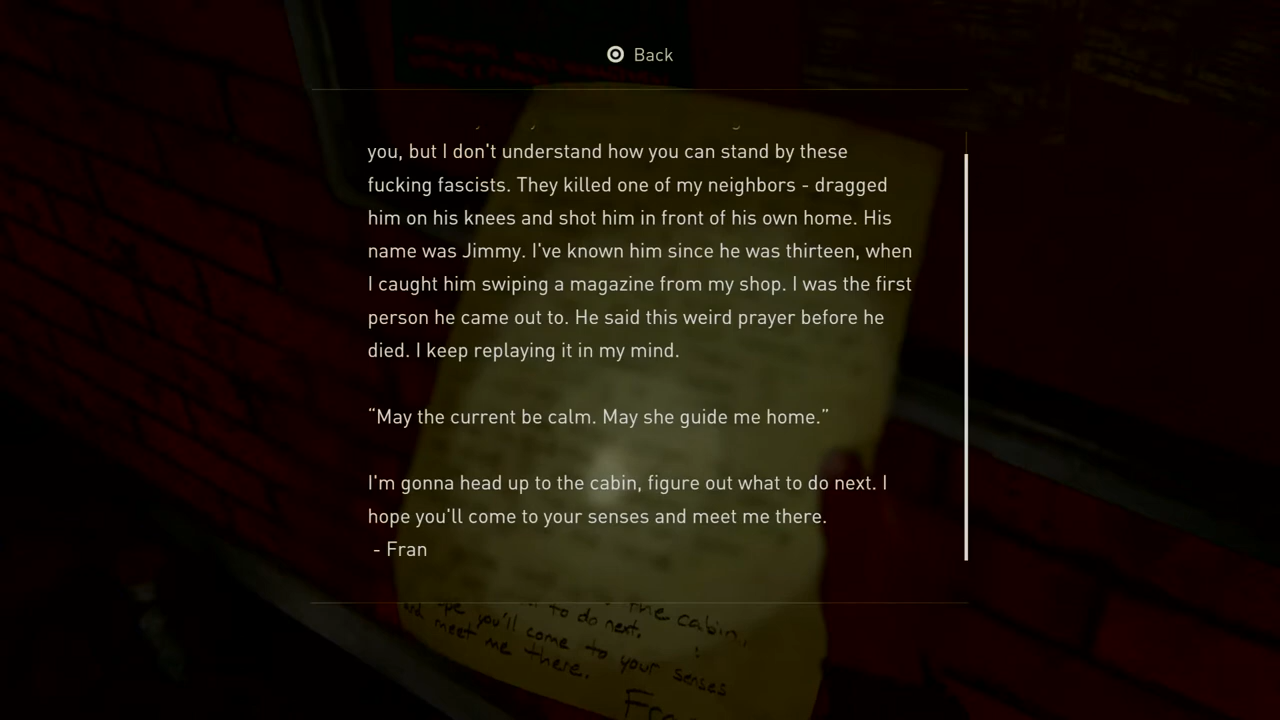 Back
you, but I don't understand how you can stand by these
fucking fascists. They killed one of my neighbors - dragged
him on his knees and shot him in front of his own home. His
name was Jimmy. I've known him since he was thirteen, when
I caught him swiping a magazine from my shop. I was the first
person he came out to. He said this weird prayer before he
died. I keep replaying it in my mind.
“May the current be calm. May she guide me home.”
I'm gonna head up to the cabin, figure out what to do next. I
hope you'll come to your senses and meet me there.
- Fran
the cabin,
to do next.
you'll come to your senses
meet me there.